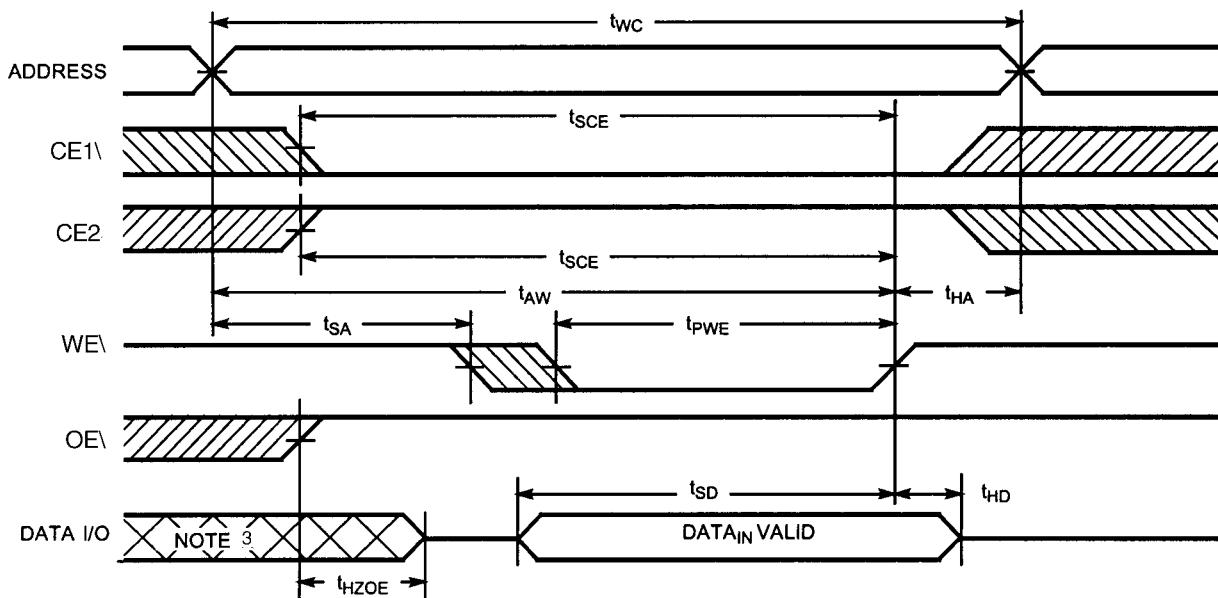 tWC
ADDRESS
tSCE
CE1\
CE2
tSCE
tAW
tHA
tSA
tPWE
WE\
OE\
tSD
tHD
DATA I/O
NOTE 3
DATAIN VALID
tHZOE